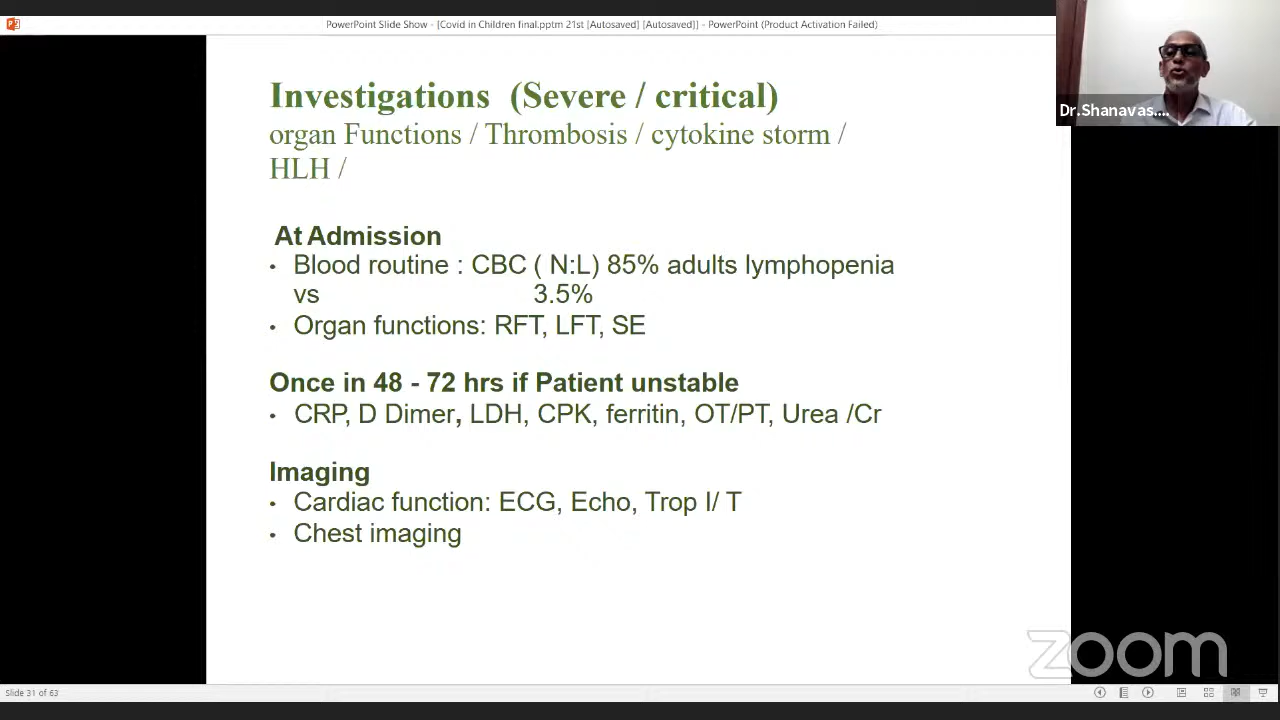 PowerPoint Slide Show - [Covid in Children final.pptm 21st [Autosaved] [Autosaved]] - PowerPoint (Product Activation Failed)
Dr.Shanavas....
Investigations (Severe / critical)
organ Functions / Thrombosis / cytokine storm /
HLH /
At Admission
• Blood routine : CBC ( N:L) 85% adults lymphopenia
vs 3.5%
• Organ functions: RFT, LFT, SE
Once in 48 - 72 hrs if Patient unstable
• CRP, D Dimer, LDH, CPK, ferritin, OT/PT, Urea /Cr
Imaging
• Cardiac function: ECG, Echo, Trop I/ T
• Chest imaging
zoom
Slide 31 of 63